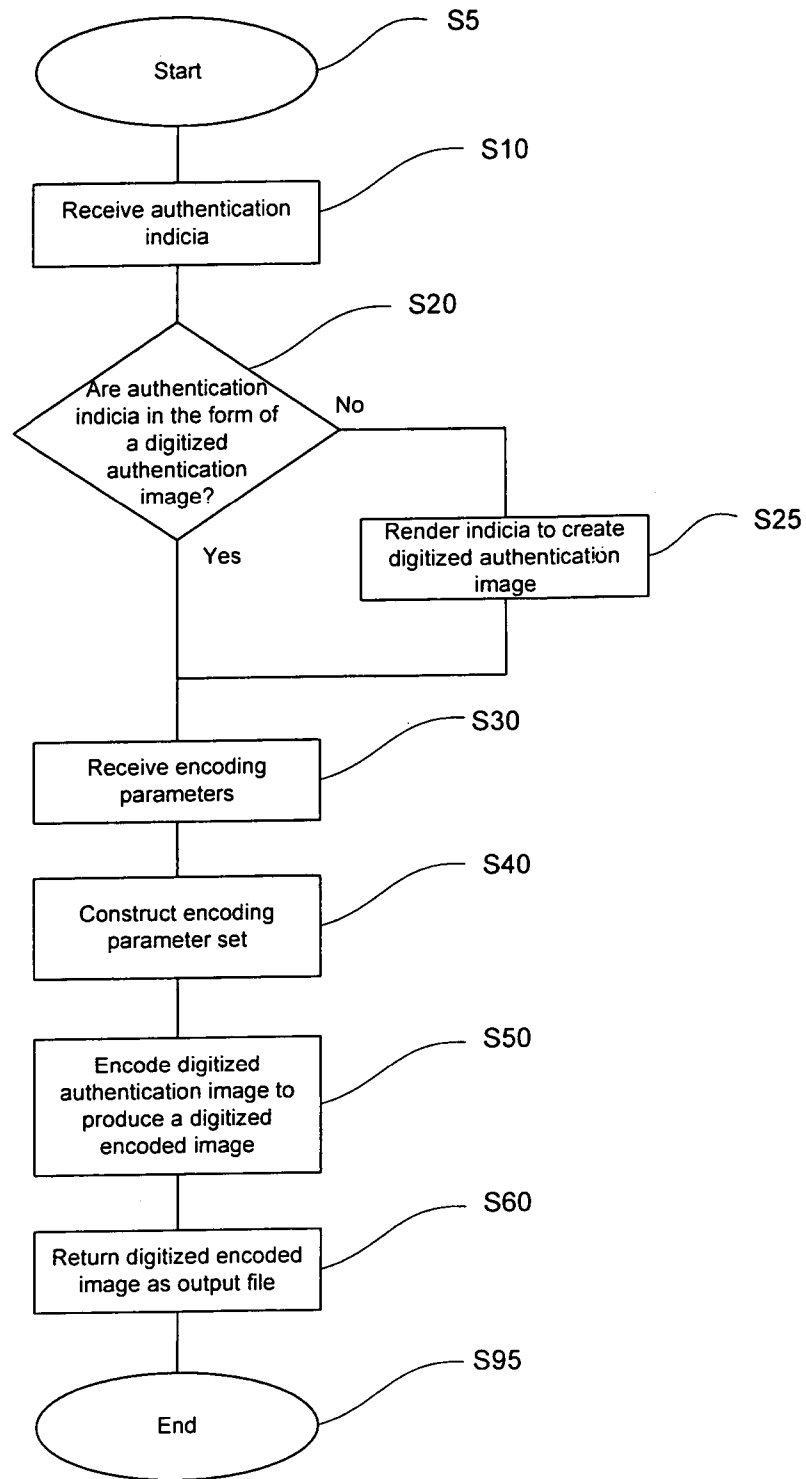 S5
Start
S10
Receive authentication
indicia
S20
Are authentication
indicia in the form of
a digitized
authentication
image?
No
Yes
S25
Render indicia to create
digitized authentication
image
S30
Receive encoding
parameters
S40
Construct encoding
parameter set
S50
Encode digitized
authentication image to
produce a digitized
encoded image
S60
Return digitized encoded
image as output file
S95
End